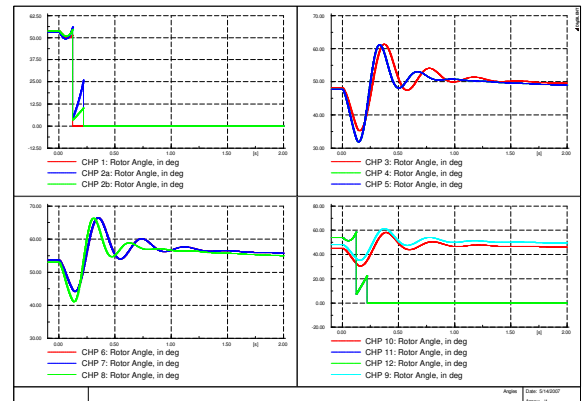 62.50
50.00
37.50
25.00
12.50
0.00
-12.50
0.00 0.50 1.00 1.50 [s] 2.00
CHP 1: Rotor Angle, in deg
CHP 2a: Rotor Angle, in deg
CHP 2b: Rotor Angle, in deg
70.00
60.00
50.00
40.00
30.00
0.00 0.50 1.00 1.50 [s] 2.00
CHP 3: Rotor Angle, in deg
CHP 4: Rotor Angle, in deg
CHP 5: Rotor Angle, in deg
DIgSILENT
70.00
60.00
50.00
40.00
30.00
0.00 0.50 1.00 1.50 [s] 2.00
CHP 6: Rotor Angle, in deg
CHP 7: Rotor Angle, in deg
CHP 8: Rotor Angle, in deg
80.00
60.00
40.00
20.00
0.00
-20.00
0.00 0.50 1.00 1.50 [s] 2.00
CHP 10: Rotor Angle, in deg
CHP 11: Rotor Angle, in deg
CHP 12: Rotor Angle, in deg
CHP 9: Rotor Angle, in deg
Angles
Date: 5/14/2007